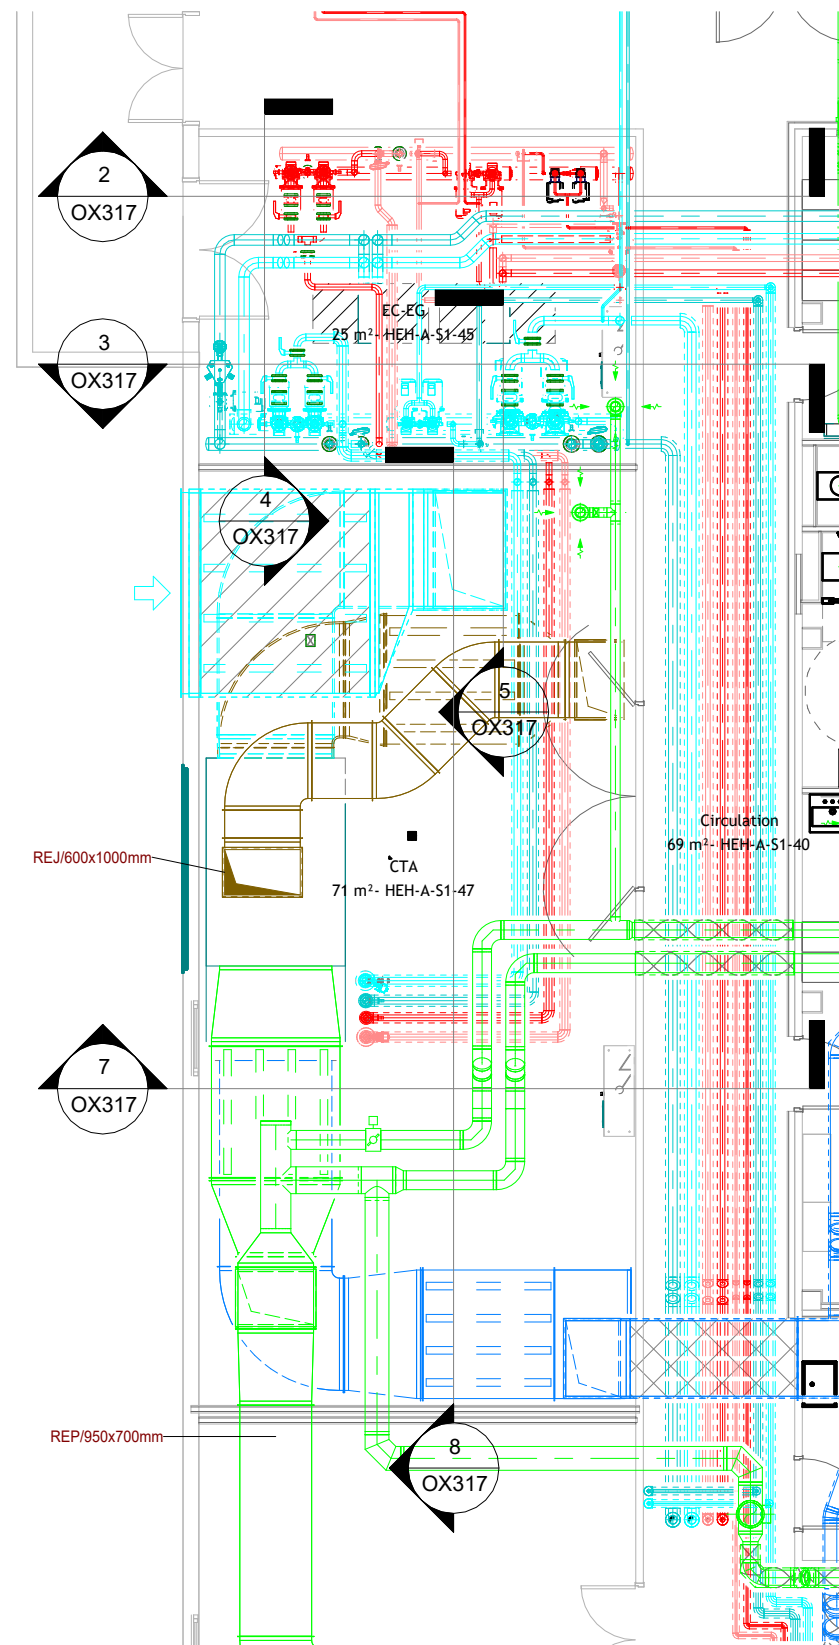 2
OX317
EC-EG
25 m²- HEH-A-S1-45
3
OX317
4
OX317
5
OX317
Circulation
69 m²- HEH-A-S1-40
REJ/600x1000mm
CTA
71 m²- HEH-A-S1-47
7
OX317
REP/950x700mm
8
OX317